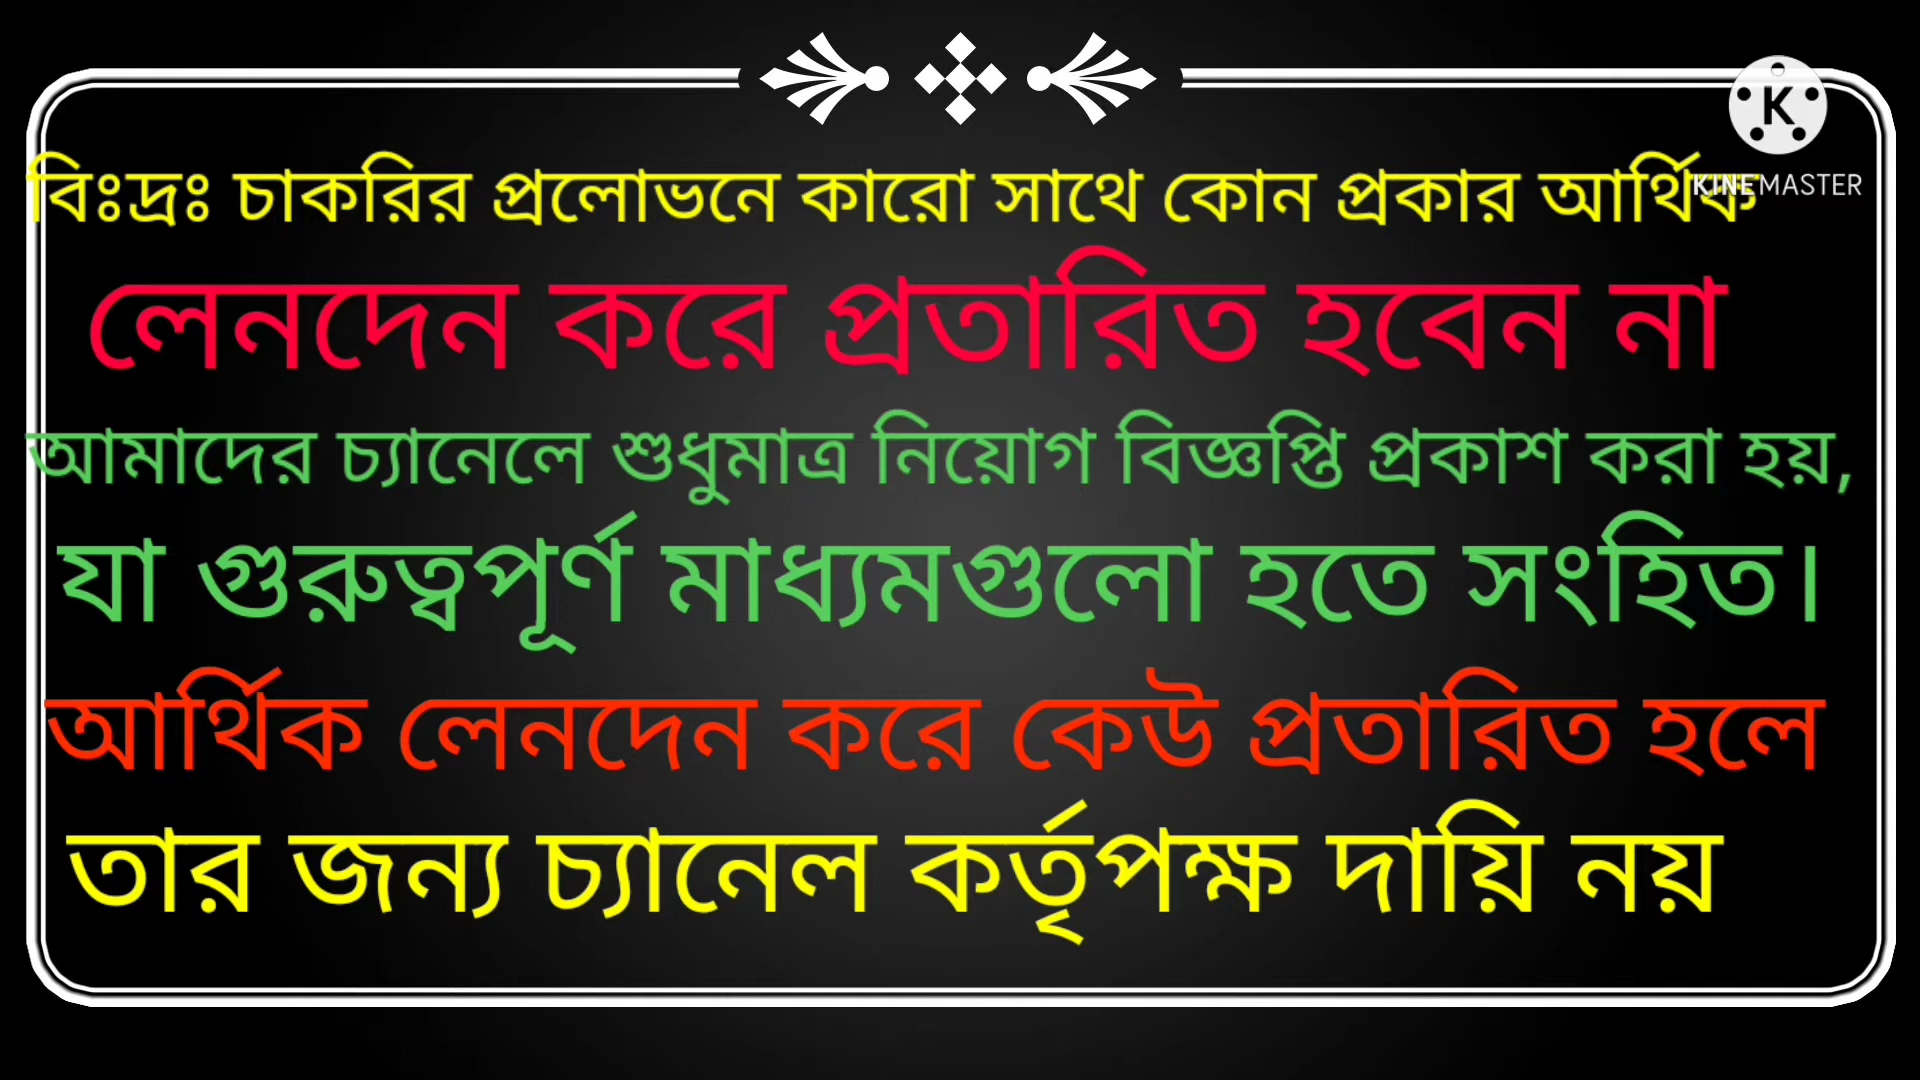 বিঃদ্রঃ চাকরির প্রলোভনে কারো সাথে কোন প্রকার আর্থিক
KINEMASTER
লেনদেন করে প্রতারিত হবেন না
আমাদের চ্যানেলে শুধুমাত্র নিয়োগ বিজ্ঞপ্তি প্রকাশ করা হয়,
যা গুরুত্বপূর্ণ মাধ্যমগুলো হতে সংহিত।
আর্থিক লেনদেন করে কেউ প্রতারিত হলে
তার জন্য চ্যানেল কর্তৃপক্ষ দায়ি নয়